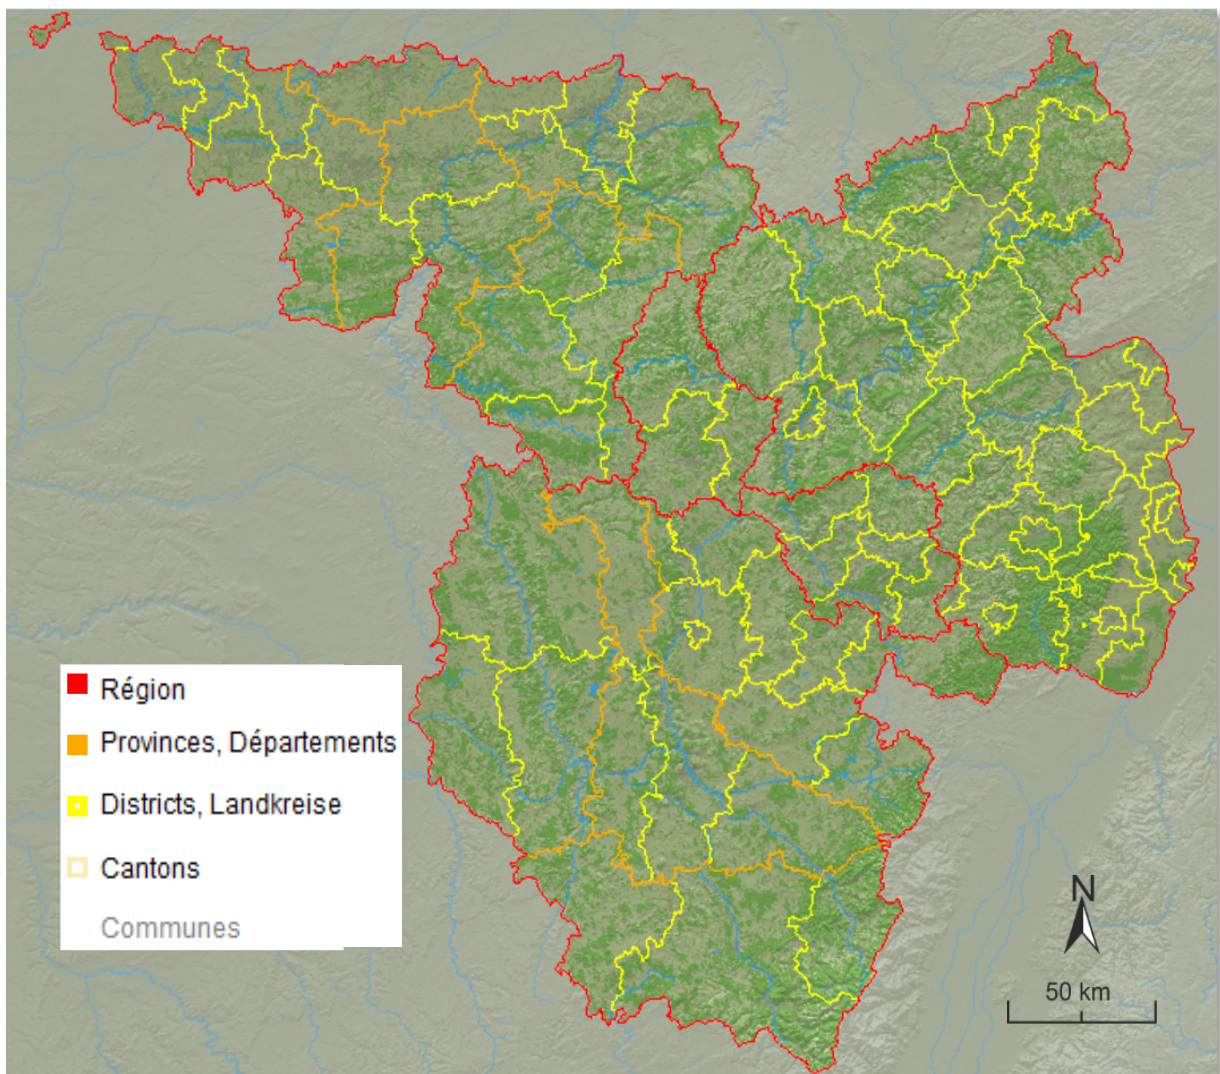 Région
Provinces, Départements
Districts, Landkreise
Cantons
Communes
N
50 km